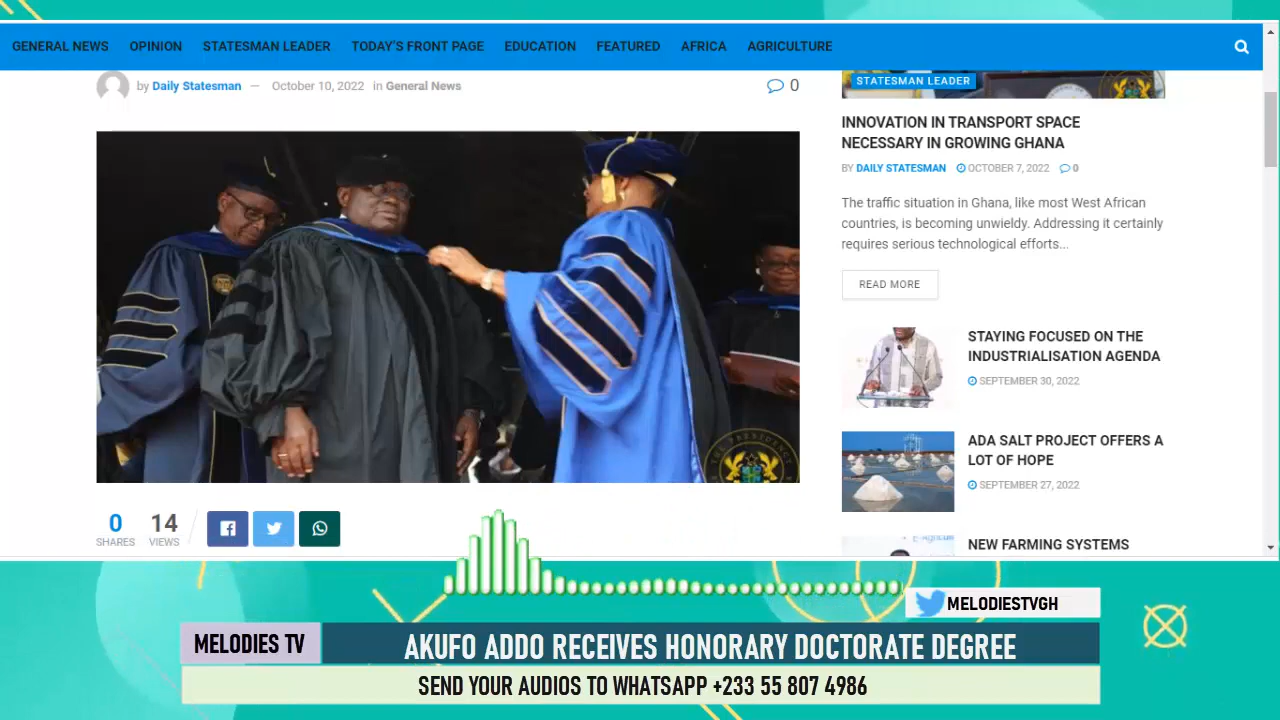 GENERAL NEWS OPINION STATESMAN LEADER TODAY'S FRONT PAGE EDUCATION FEATURED AFRICA AGRICULTURE
by Daily Statesman — October 10, 2022 in General News
0
THE PRESIDENCY
0
SHARES
14
VIEWS
STATESMAN LEADER
INNOVATION IN TRANSPORT SPACE
NECESSARY IN GROWING GHANA
BY DAILY STATESMAN OCTOBER 7, 2022 0
The traffic situation in Ghana, like most West African
countries, is becoming unwieldy. Addressing it certainly
requires serious technological efforts...
READ MORE
STAYING FOCUSED ON THE
INDUSTRIALISATION AGENDA
SEPTEMBER 30, 2022
ADA SALT PROJECT OFFERS A
LOT OF HOPE
SEPTEMBER 27, 2022
NEW FARMING SYSTEMS
MELODIESTVGH
MELODIES TV
AKUFO ADDO RECEIVES HONORARY DOCTORATE DEGREE
SEND YOUR AUDIOS TO WHATSAPP +233 55 807 4986